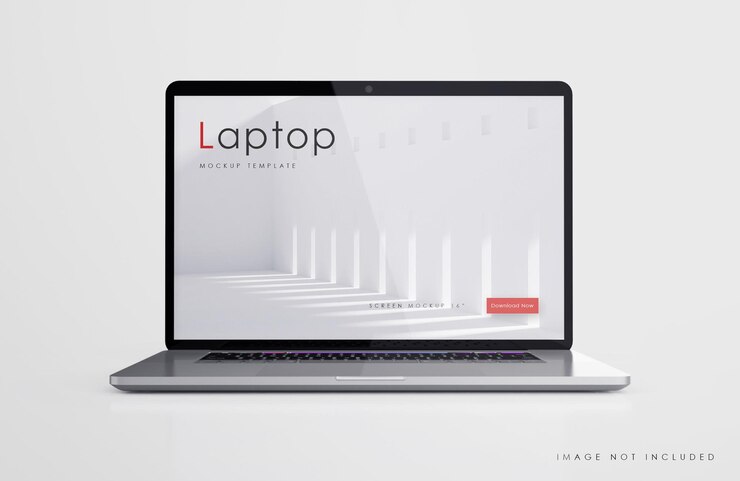 Laptop
MOCKUP TEMPLATE
SCREEN MOCKUP 16"
Download Now
IMAGE NOT INCLUDED